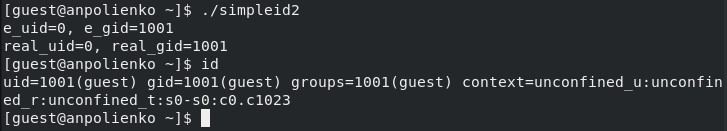 [guest@anpolienko ~]$ ./simpleid2
e_uid=0, e_gid=1001
real_uid=0, real_gid=1001
[guest@anpolienko ~]$ id
uid=1001(guest) gid=1001(guest) groups=1001(guest) context=unconfined_u:unconfin
ed_r:unconfined_t:s0-s0:c0.c1023
[guest@anpolienko ~]$